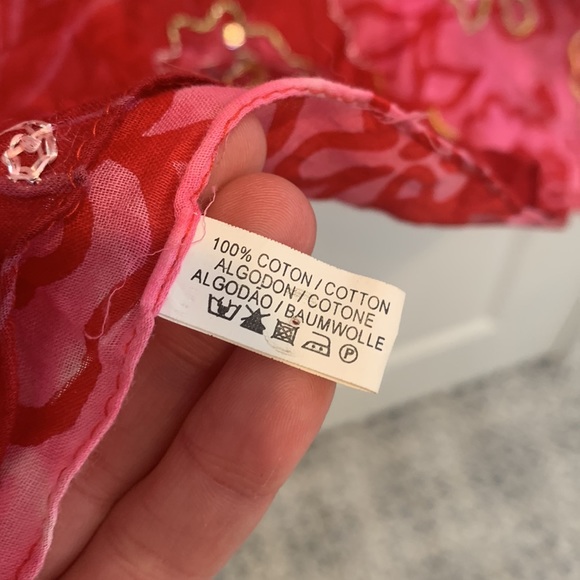 100% COTON / COTTON
ALGODON / COTONE
ALGODÃO / BAUMWOLLE
P